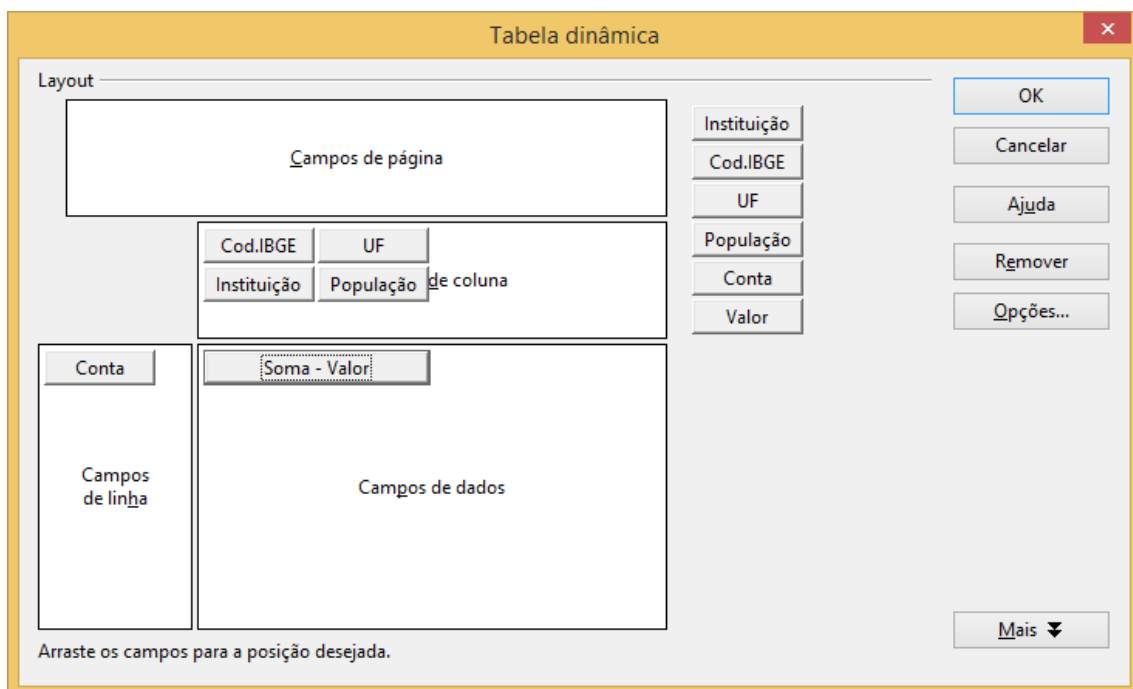 Tabela dinâmica
×
Layout
Campos de página
Cod.IBGE UF
Instituição População de coluna
Conta
Campos
de linha
Soma - Valor
Campos de dados
Instituição
Cod.IBGE
UF
População
Conta
Valor
OK
Cancelar
Ajuda
Remover
Opções...
Mais
Arraste os campos para a posição desejada.